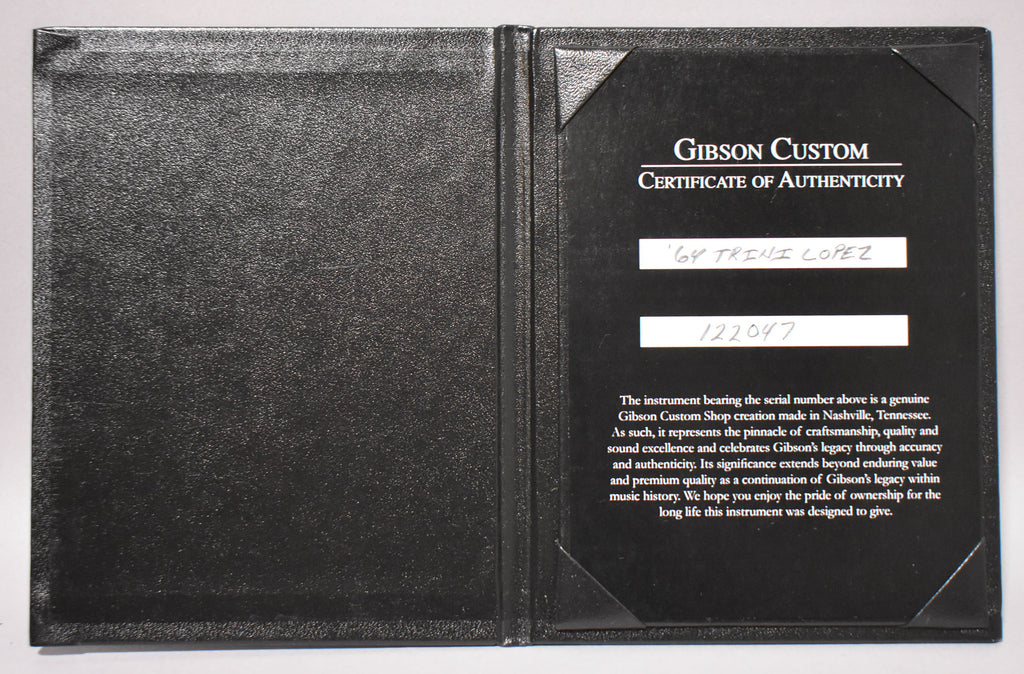 GIBSON CUSTOM
CERTIFICATE OF AUTHENTICITY
'64 TRINI LOPEZ
122047
The instrument bearing the serial number above is a genuine
Gibson Custom Shop creation made in Nashville, Tennessee.
As such, it represents the pinnacle of craftsmanship, quality and
sound excellence and celebrates Gibson's legacy through accuracy
and authenticity. Its significance extends beyond enduring value
and premium quality as a continuation of Gibson's legacy within
music history. We hope you enjoy the pride of ownership for the
long life this instrument was designed to give.